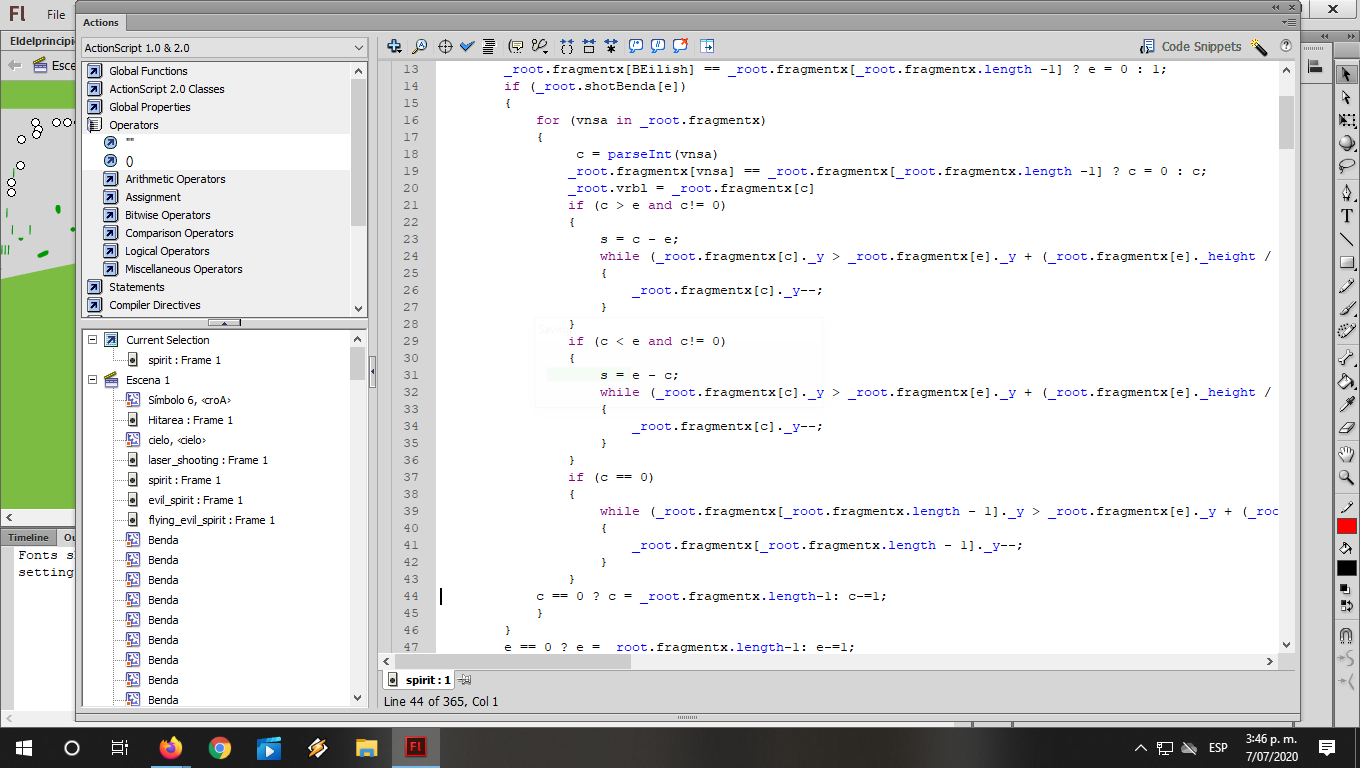 Fl File
Actions
Eldelprincipi
Esce
ActionScript 1.0 & 2.0
Code Snippets
Global Functions
ActionScript 2.0 Classes
Global Properties
Operators
""
()
Arithmetic Operators
Assignment
Bitwise Operators
Comparison Operators
Logical Operators
Miscellaneous Operators
Statements
Compiler Directives
Current Selection
spirit : Frame 1
Escena 1
Símbolo 6, <croA>
Hitarea : Frame 1
cielo, <cielo>
laser_shooting : Frame 1
spirit : Frame 1
evil_spirit : Frame 1
flying_evil_spirit : Frame 1
Benda
Benda
Benda
Benda
Benda
Benda
Benda
Benda
Benda
13 _root.fragmentx[BEilish] == _root.fragmentx[_root.fragmentx.length -1] ? e = 0 : 1;
14 if (_root.shotBenda[e])
15 {
16 for (vnsa in _root.fragmentx)
17 {
18 c = parseInt(vnsa)
19 _root.fragmentx[vnsa] == _root.fragmentx[_root.fragmentx.length -1] ? c = 0 : c;
20 _root.vrbl = _root.fragmentx[c]
21 if (c > e and c!= 0)
22 {
23 s = c - e;
24 while (_root.fragmentx[c]._y > _root.fragmentx[e]._y + (_root.fragmentx[e]._height /
25 {
26 _root.fragmentx[c]._y--;
27 }
28 }
29 if (c < e and c!= 0)
30 {
31 s = e - c;
32 while (_root.fragmentx[c]._y > _root.fragmentx[e]._y + (_root.fragmentx[e]._height /
33 {
34 _root.fragmentx[c]._y--;
35 }
36 }
37 if (c == 0)
38 {
39 while (_root.fragmentx[_root.fragmentx.length - 1]._y > _root.fragmentx[e]._y + (_roo
40 {
41 _root.fragmentx[_root.fragmentx.length - 1]._y--;
42 }
43 }
44 c == 0 ? c = _root.fragmentx.length-1: c-=1;
45 }
46 }
47 e == 0 ? e = _root.fragmentx.length-1: e-=1;
spirit : 1
Line 44 of 365, Col 1
Timeline Ou
Fonts s
setting
T
Fl
ESP
3:46 p. m.
7/07/2020